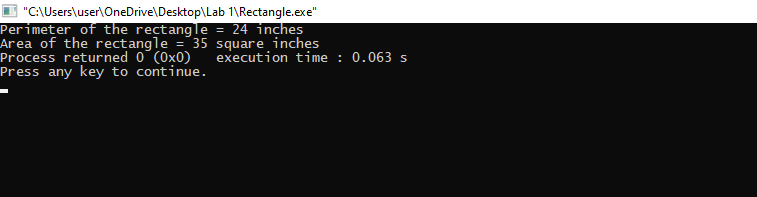 "C:\Users\user\OneDrive\Desktop\Lab 1\Rectangle.exe"
Perimeter of the rectangle = 24 inches
Area of the rectangle = 35 square inches
Process returned 0 (0x0)   execution time : 0.063 s
Press any key to continue.